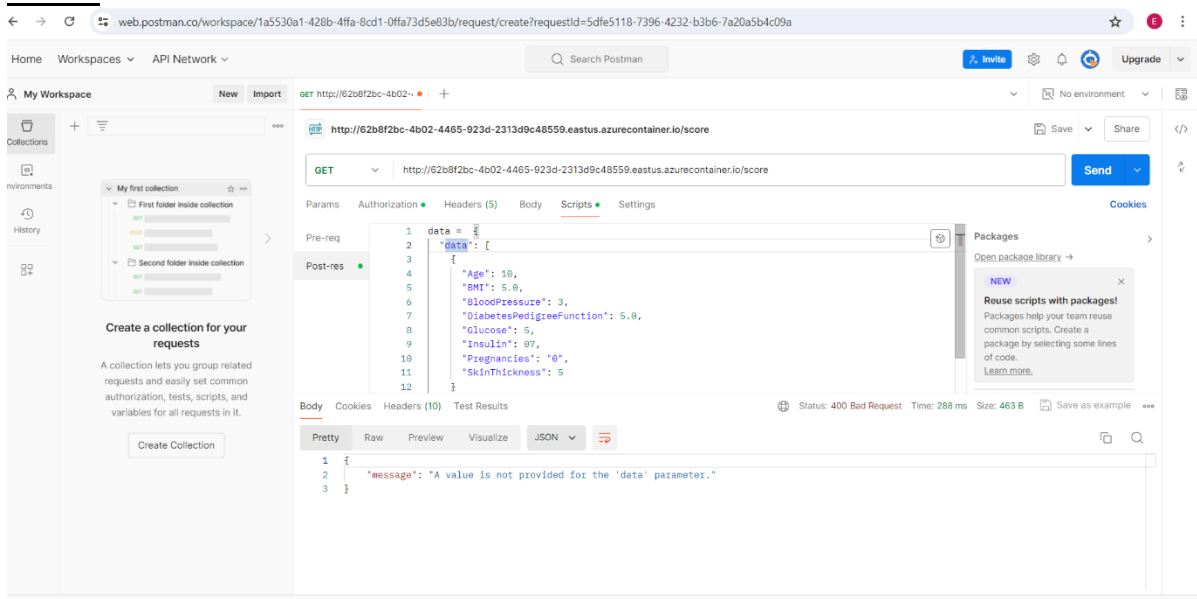 web.postman.co/workspace/1a5530a1-428b-4ffa-8cd1-0ffa73d5e83b/request/create?requestId=5dfe5118-7396-4232-b3b6-7a20a5b4c09a
E
Home Workspaces API Network Search Postman Invite Upgrade
My Workspace New Import GET http://62b8f2bc-4b02- + No environment
Collections
nvironments
History
My first collection
First folder inside collection
GET
POST
GET
Second folder inside collection
GET
GET
Create a collection for your
requests
A collection lets you group related
requests and easily set common
authorization, tests, scripts, and
variables for all requests in it.
Create Collection
HTTP http://62b8f2bc-4b02-4465-923d-2313d9c48559.eastus.azurecontainer.io/score Save Share
GET http://62b8f2bc-4b02-4465-923d-2313d9c48559.eastus.azurecontainer.io/score Send
Params Authorization Headers (5) Body Scripts Settings Cookies
Pre-req
Post-res
1 data = {
2 "data": [
3 {
4 "Age": 10,
5 "BMI": 5.0,
6 "BloodPressure": 3,
7 "DiabetesPedigreeFunction": 5.0,
8 "Glucose": 5,
9 "Insulin": 07,
10 "Pregnancies": "0",
11 "SkinThickness": 5
12 }
Packages
Open package library →
NEW
Reuse scripts with packages!
Packages help your team reuse
common scripts. Create a
package by selecting some lines
of code.
Learn more.
Body Cookies Headers (10) Test Results Status: 400 Bad Request Time: 288 ms Size: 463 B Save as example
Pretty Raw Preview Visualize JSON
1 {
2 "message": "A value is not provided for the 'data' parameter."
3 }